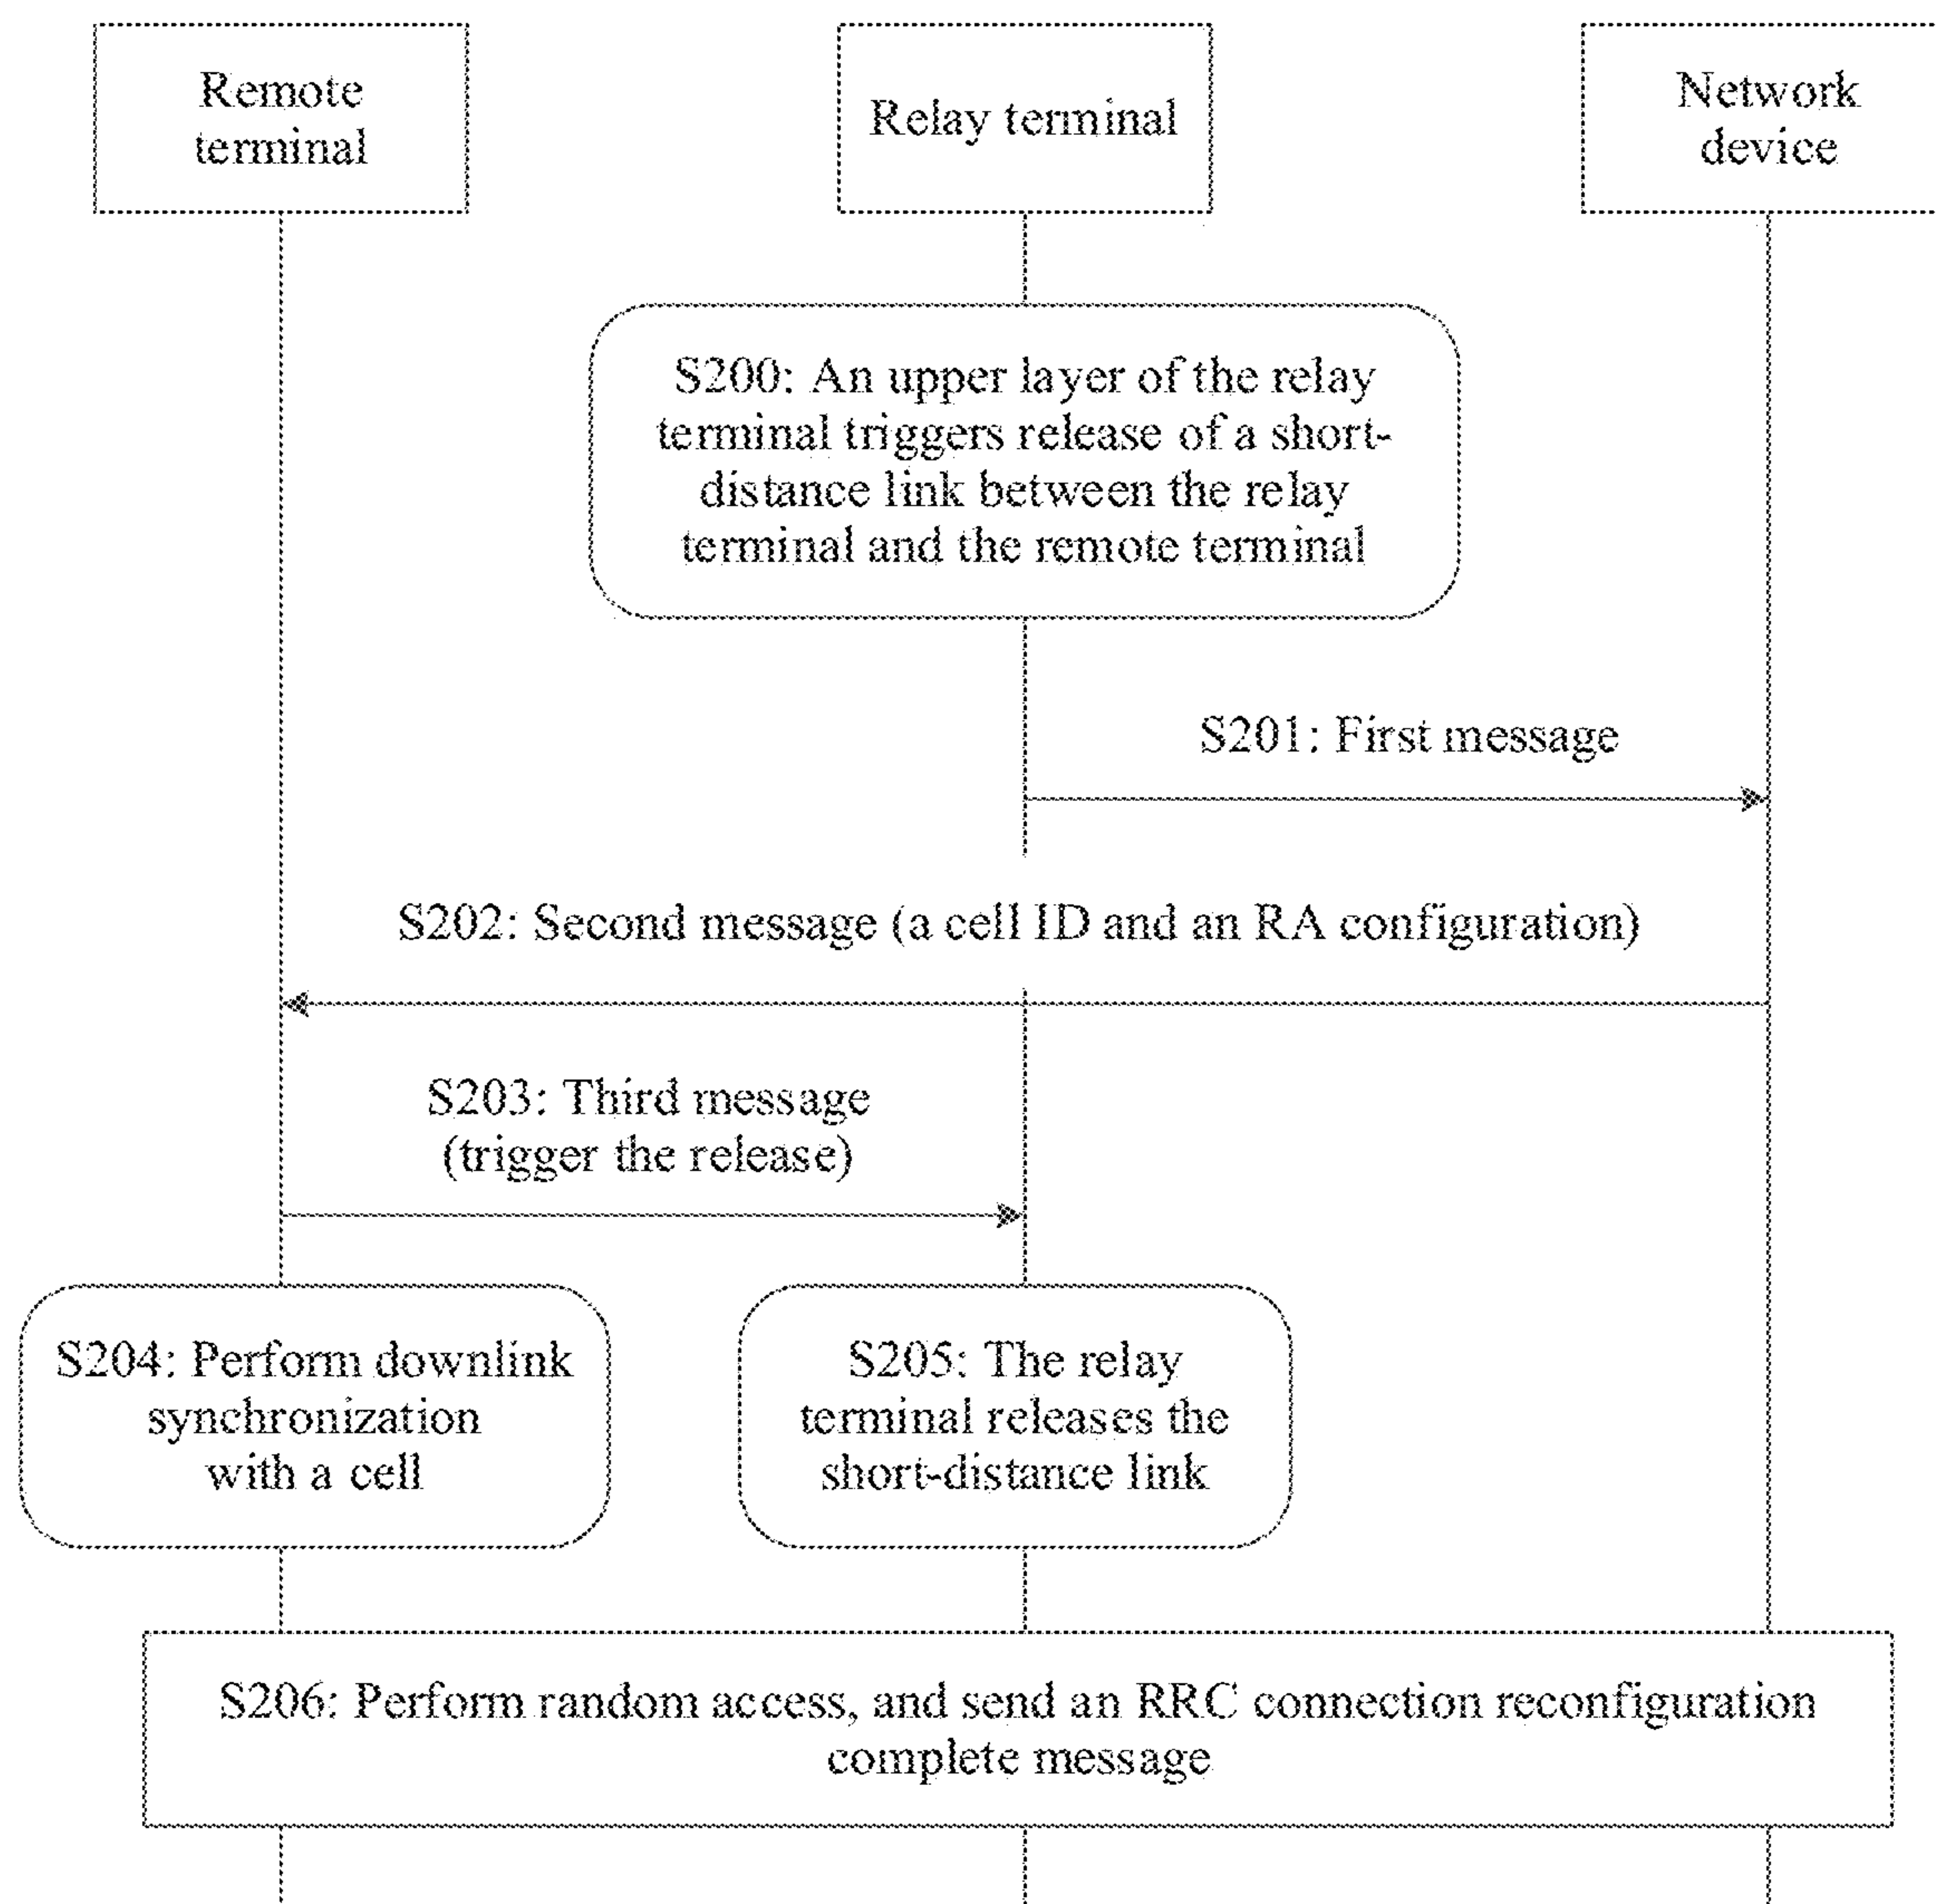 Remote
terminal
Relay terminal
Network
device
S200: An upper layer of the relay
terminal triggers release of a short-
distance link between the relay
terminal and the remote terminal
S201: First message
S202: Second message (a cell ID and an RA configuration)
S203: Third message
(trigger the release)
S204: Perform downlink
synchronization
with a cell
S205: The relay
terminal releases the
short-distance link
S206: Perform random access, and send an RRC connection reconfiguration
complete message